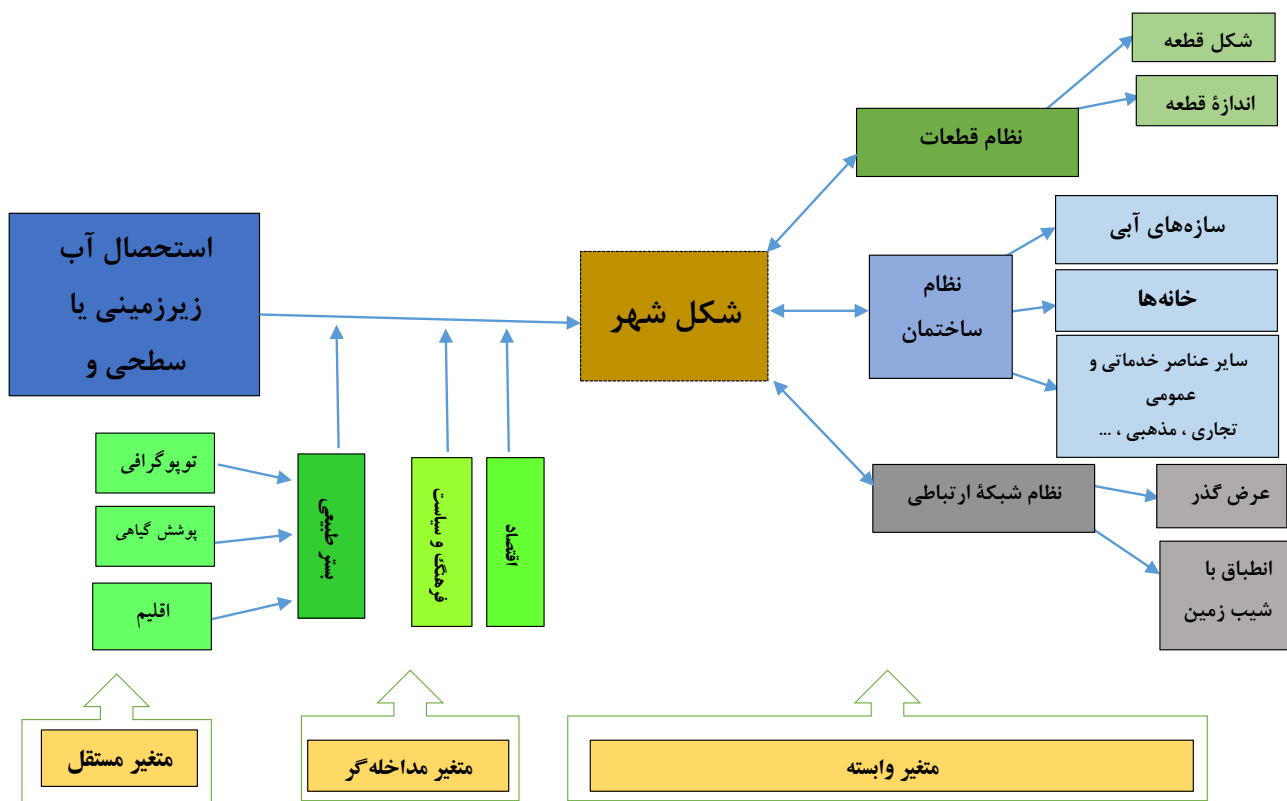 شکل قطعه
اندازهٔ قطعه
نظام قطعات
سازه‌های آبی
خانه‌ها
سایر عناصر خدماتی و
عمومی
تجاری ، مذهبی ، ...
نظام
ساختمان
نظام شبکهٔ ارتباطی
عرض گذر
انطباق با
شیب زمین
شکل شهر
استحصال آب
زیرزمینی یا
سطحی و
توپوگرافی
پوشش گیاهی
اقلیم
بستر طبیعی
فرهنگ و سیاست
اقتصاد
متغیر وابسته
متغیر مداخله‌گر
متغیر مستقل